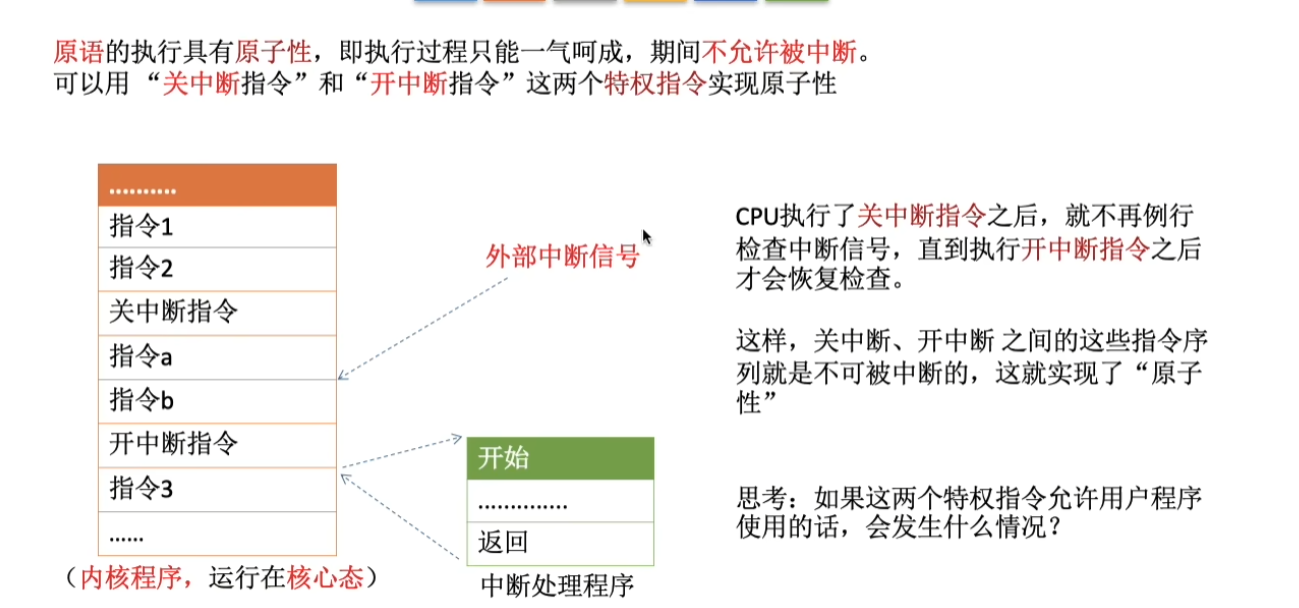 原语的执行具有原子性，即执行过程只能一气呵成，期间不允许被中断。
可以用 “关中断指令” 和 “开中断指令” 这两个特权指令实现原子性
..........
指令1
指令2
关中断指令
指令a
指令b
开中断指令
指令3
......
（内核程序，运行在核心态）
外部中断信号
开始
..............
返回
中断处理程序
CPU执行了关中断指令之后，就不再例行
检查中断信号，直到执行开中断指令之后
才会恢复检查。
这样，关中断、开中断 之间的这些指令序
列就是不可被中断的，这就实现了“原子
性”
思考：如果这两个特权指令允许用户程序
使用的话，会发生什么情况？